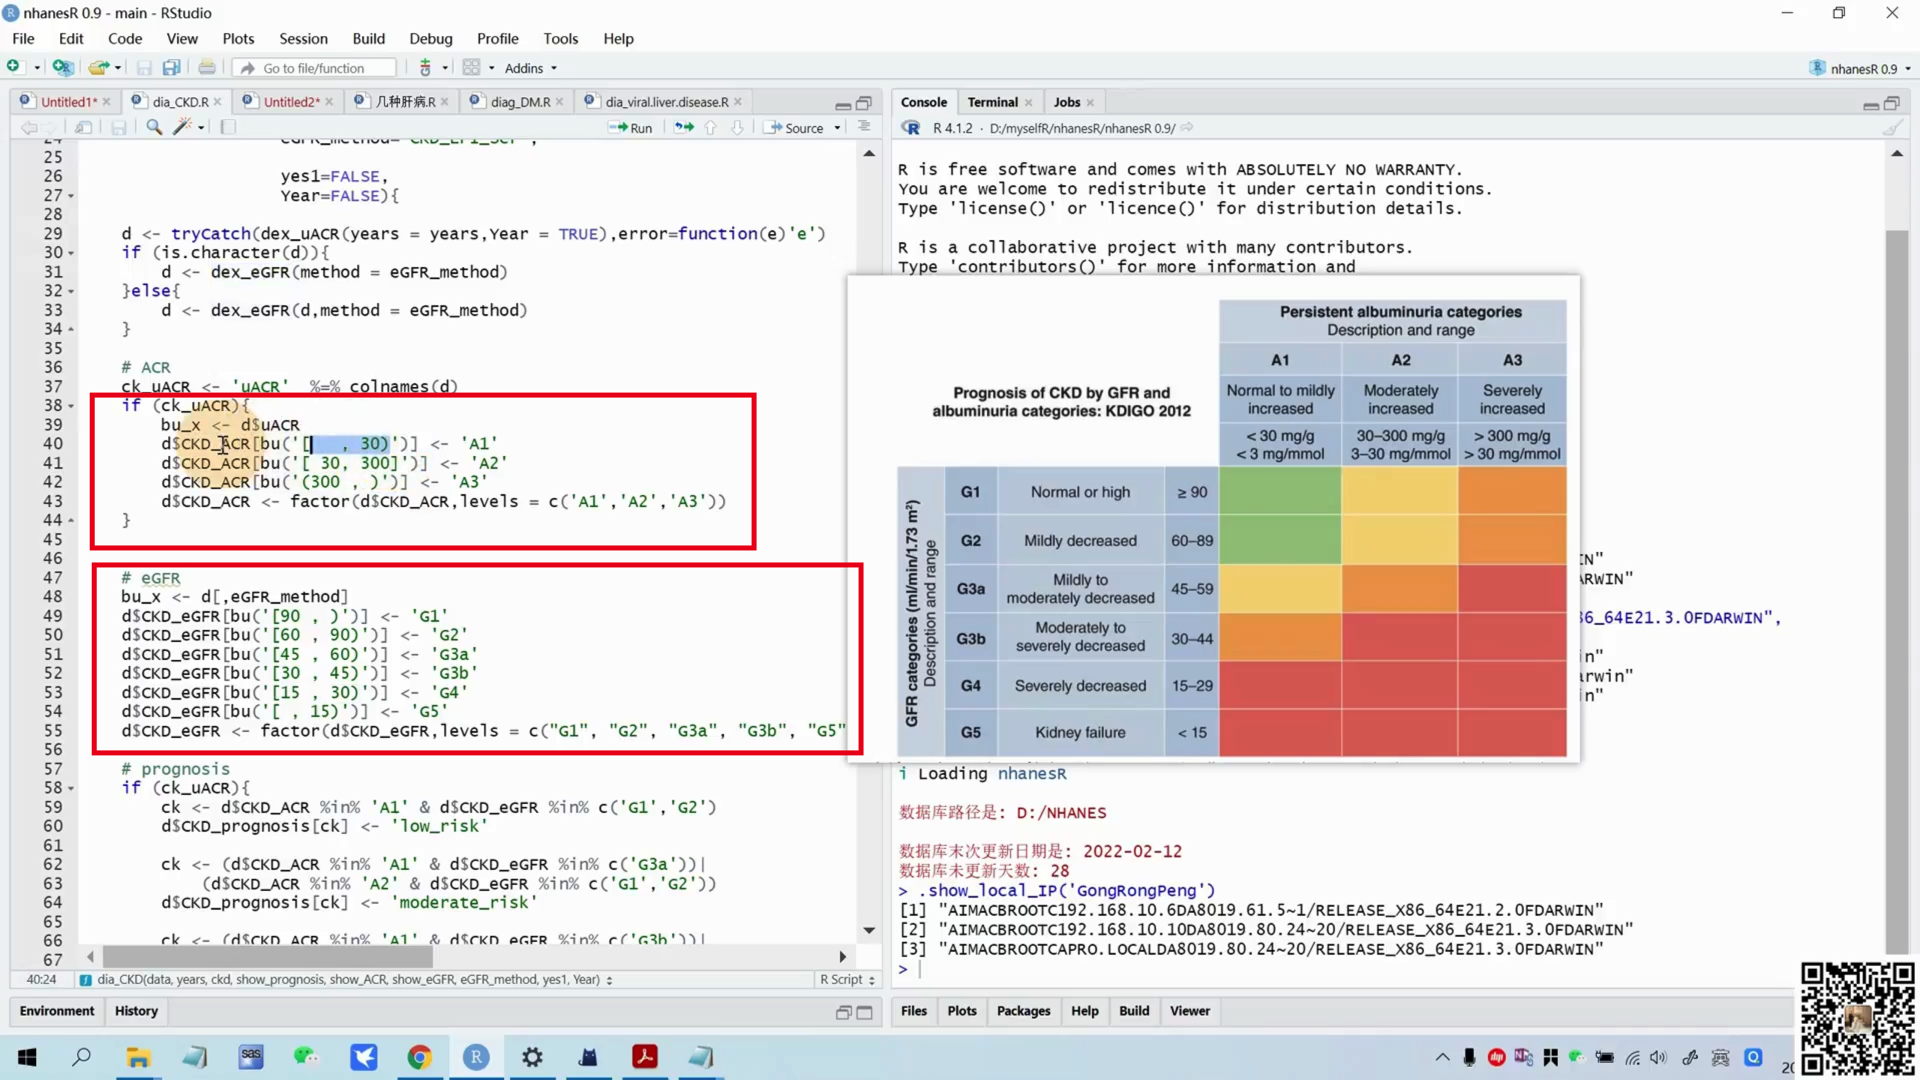 nhanesR 0.9 - main - RStudio
File Edit Code View Plots Session Build Debug Profile Tools Help
Go to file/function
Addins
nhanesR 0.9
Untitled1* dia_CKD.R Untitled2* 几种肝病.R diag_DM.R dia_viral.liver.disease.R
Run Source
25
26 yes1=FALSE,
27 Year=FALSE){
28
29 d <- tryCatch(dex_uACR(years = years,Year = TRUE),error=function(e)'e')
30 if (is.character(d)){
31 d <- dex_eGFR(method = eGFR_method)
32 }else{
33 d <- dex_eGFR(d,method = eGFR_method)
34 }
35
36 # ACR
37 ck_uACR <- 'uACR' %=% colnames(d)
38 if (ck_uACR){
39 bu_x <- d$uACR
40 d$CKD_ACR[bu('[ , 30)')] <- 'A1'
41 d$CKD_ACR[bu('[ 30, 300]')] <- 'A2'
42 d$CKD_ACR[bu('(300 , )')] <- 'A3'
43 d$CKD_ACR <- factor(d$CKD_ACR,levels = c('A1','A2','A3'))
44 }
45
46
47 # eGFR
48 bu_x <- d[,eGFR_method]
49 d$CKD_eGFR[bu('[90 , )')] <- 'G1'
50 d$CKD_eGFR[bu('[60 , 90)')] <- 'G2'
51 d$CKD_eGFR[bu('[45 , 60)')] <- 'G3a'
52 d$CKD_eGFR[bu('[30 , 45)')] <- 'G3b'
53 d$CKD_eGFR[bu('[15 , 30)')] <- 'G4'
54 d$CKD_eGFR[bu('[ , 15)')] <- 'G5'
55 d$CKD_eGFR <- factor(d$CKD_eGFR,levels = c("G1", "G2", "G3a", "G3b", "G5"
56
57 # prognosis
58 if (ck_uACR){
59 ck <- d$CKD_ACR %in% 'A1' & d$CKD_eGFR %in% c('G1','G2')
60 d$CKD_prognosis[ck] <- 'low_risk'
61
62 ck <- (d$CKD_ACR %in% 'A1' & d$CKD_eGFR %in% c('G3a'))|
63 (d$CKD_ACR %in% 'A2' & d$CKD_eGFR %in% c('G1','G2'))
64 d$CKD_prognosis[ck] <- 'moderate_risk'
65
66 ck <- (d$CKD_ACR %in% 'A1' & d$CKD_eGFR %in% c('G3b'))|
67
40:24 dia_CKD(data, years, ckd, show_prognosis, show_ACR, show_eGFR, eGFR_method, yes1, Year) R Script
Environment History
Console Terminal Jobs
R 4.1.2 · D:/myselfR/nhanesR/nhanesR 0.9/
R is free software and comes with ABSOLUTELY NO WARRANTY.
You are welcome to redistribute it under certain conditions.
Type 'license()' or 'licence()' for distribution details.
R is a collaborative project with many contributors.
Type 'contributors()' for more information and
Prognosis of CKD by GFR and
albuminuria categories: KDIGO 2012
Persistent albuminuria categories
Description and range
A1 A2 A3
Normal to mildly increased Moderately increased Severely increased
< 30 mg/g 30–300 mg/g > 300 mg/g
< 3 mg/mmol 3–30 mg/mmol > 30 mg/mmol
GFR categories (ml/min/1.73 m²)
Description and range
G1 Normal or high ≥ 90
G2 Mildly decreased 60–89
G3a Mildly to moderately decreased 45–59
G3b Moderately to severely decreased 30–44
G4 Severely decreased 15–29
G5 Kidney failure < 15
IN"
ARWIN"
86_64E21.3.0FDARWIN",
in"
arwin"
in"
i Loading nhanesR
数据库路径是: D:/NHANES
数据库末次更新日期是: 2022-02-12
数据库未更新天数: 28
> .show_local_IP('GongRongPeng')
[1] "AIMACBROOTC192.168.10.6DA8019.61.5~1/RELEASE_X86_64E21.2.0FDARWIN"
[2] "AIMACBROOTC192.168.10.10DA8019.80.24~20/RELEASE_X86_64E21.3.0FDARWIN"
[3] "AIMACBROOTCAPRO.LOCALDA8019.80.24~20/RELEASE_X86_64E21.3.0FDARWIN"
>
Files Plots Packages Help Build Viewer